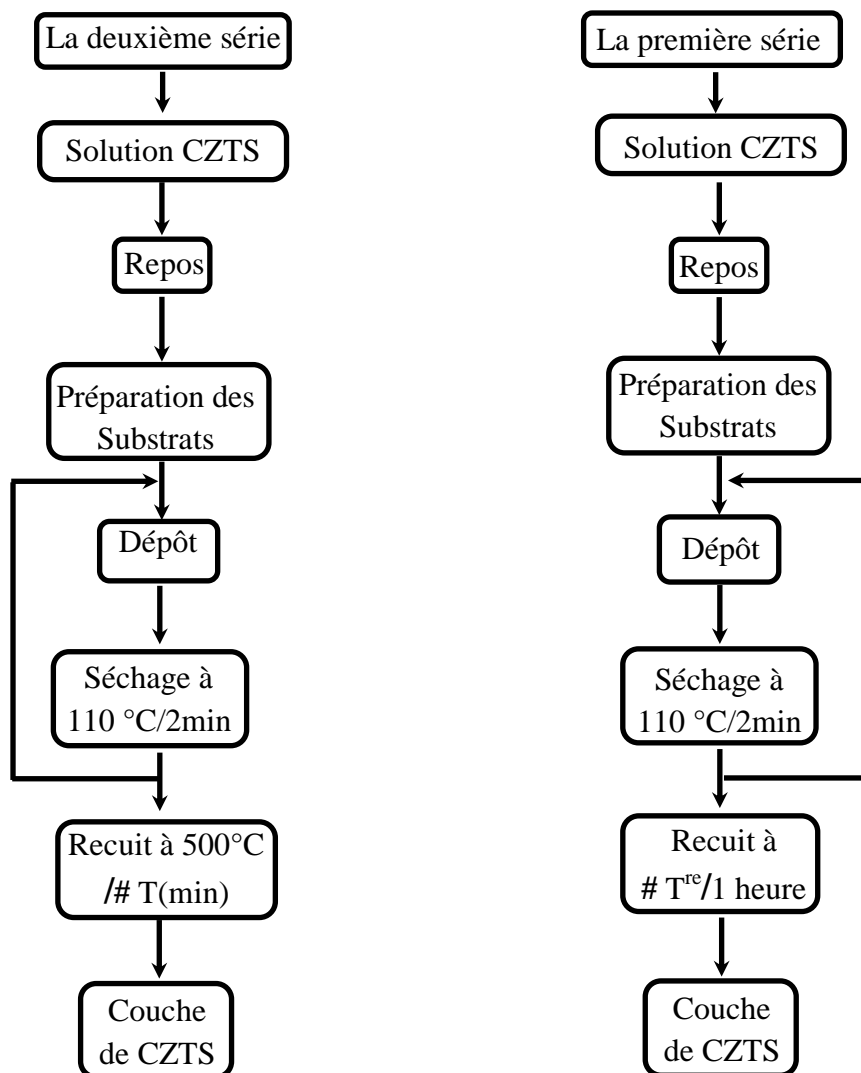 La deuxième série
Solution CZTS
Repos
Préparation des
Substrats
Dépôt
Séchage à
110 °C/2min
Recuit à 500°C
/# T(min)
Couche
de CZTS
La première série
Solution CZTS
Repos
Préparation des
Substrats
Dépôt
Séchage à
110 °C/2min
Recuit à
# Tʳᵉ/1 heure
Couche
de CZTS